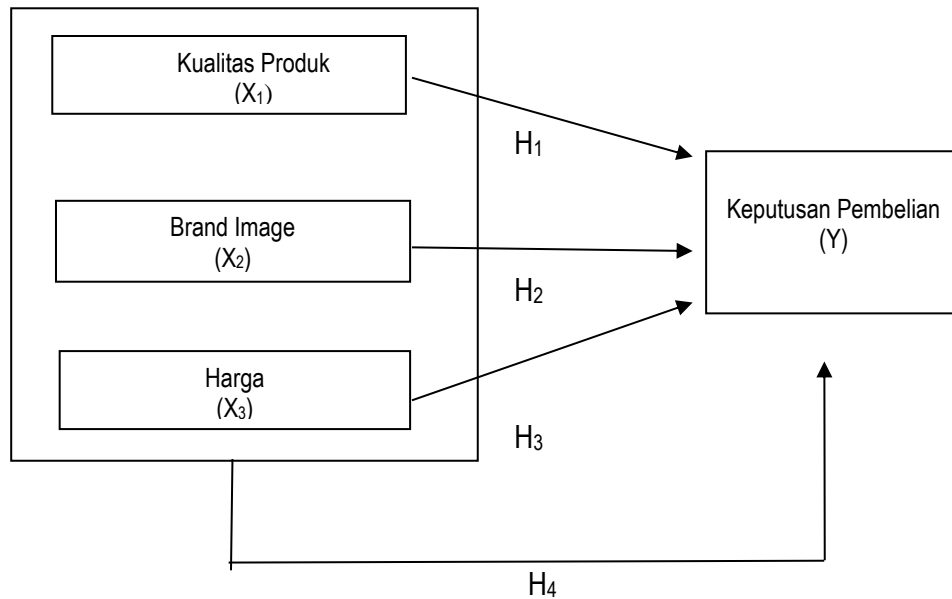 Kualitas Produk
(X₁)
H₁
Brand Image
(X₂)
Keputusan Pembelian
(Y)
H₂
Harga
(X₃)
H₃
H₄